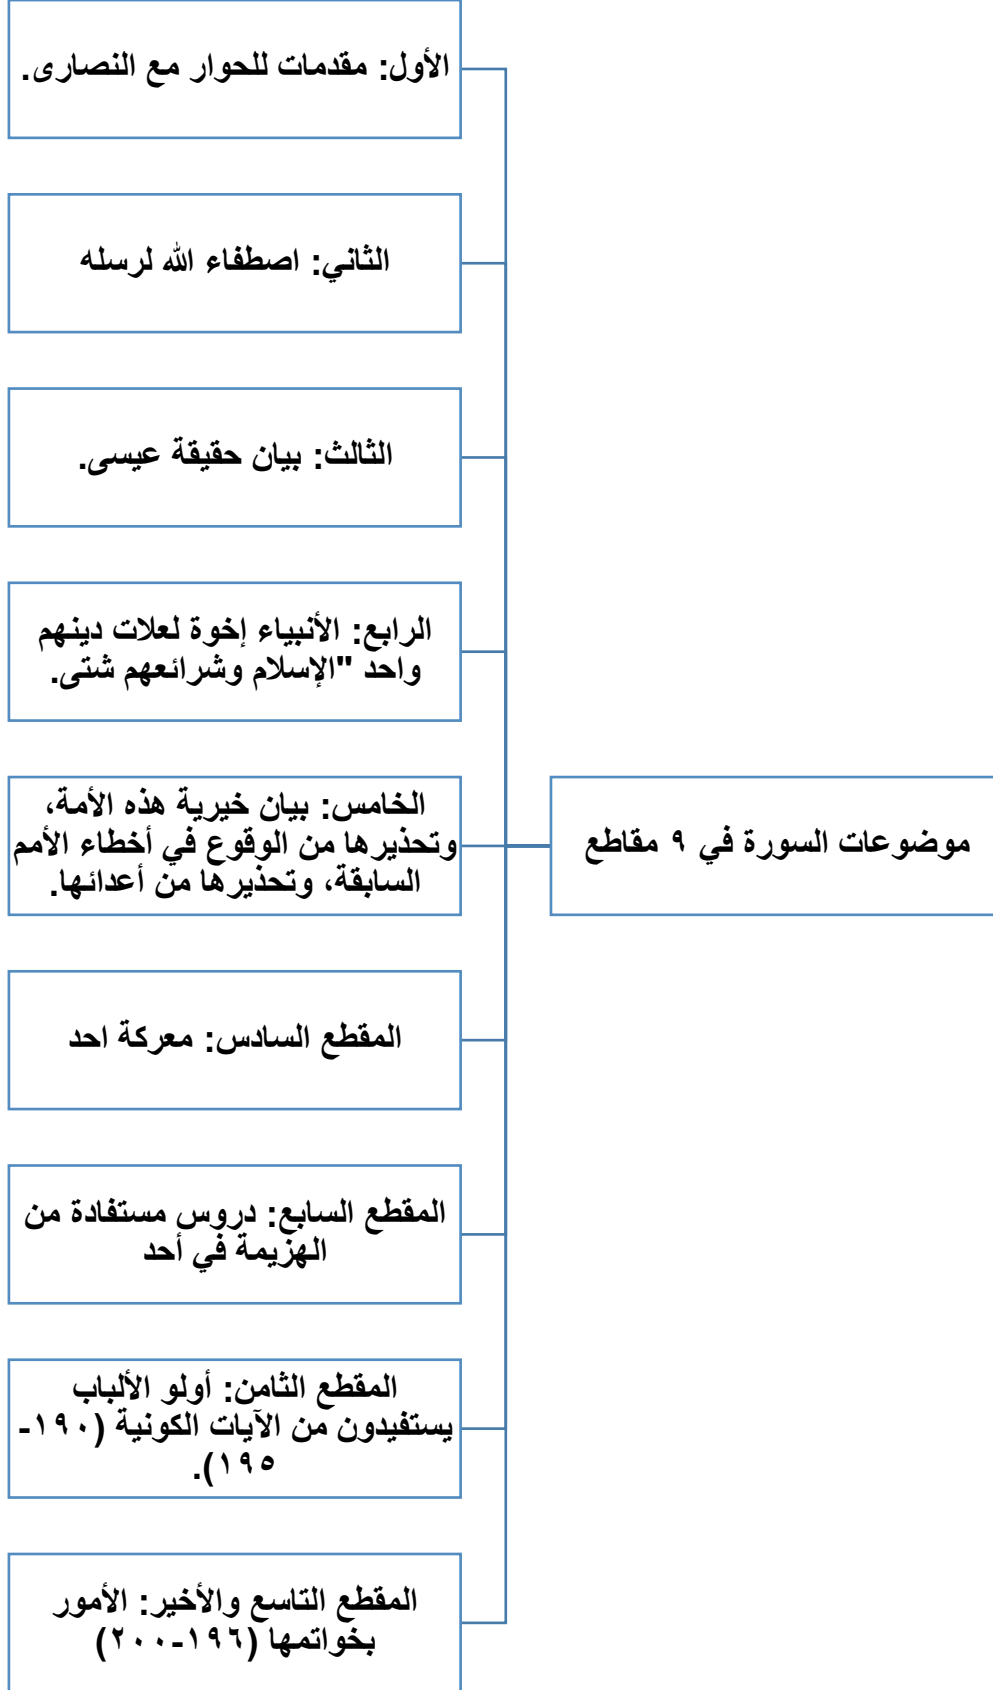 موضوعات السورة في ٩ مقاطع
الأول: مقدمات للحوار مع النصارى.
الثاني: اصطفاء الله لرسله
الثالث: بيان حقيقة عيسى.
الرابع: الأنبياء إخوة لعلات دينهم
واحد "الإسلام وشرائعهم شتى.
الخامس: بيان خيرية هذه الأمة،
وتحذيرها من الوقوع في أخطاء الأمم
السابقة، وتحذيرها من أعدائها.
المقطع السادس: معركة احد
المقطع السابع: دروس مستفادة من
الهزيمة في أحد
المقطع الثامن: أولو الألباب
يستفيدون من الآيات الكونية (١٩٠-
١٩٥).
المقطع التاسع والأخير: الأمور
بخواتمها (١٩٦-٢٠٠)